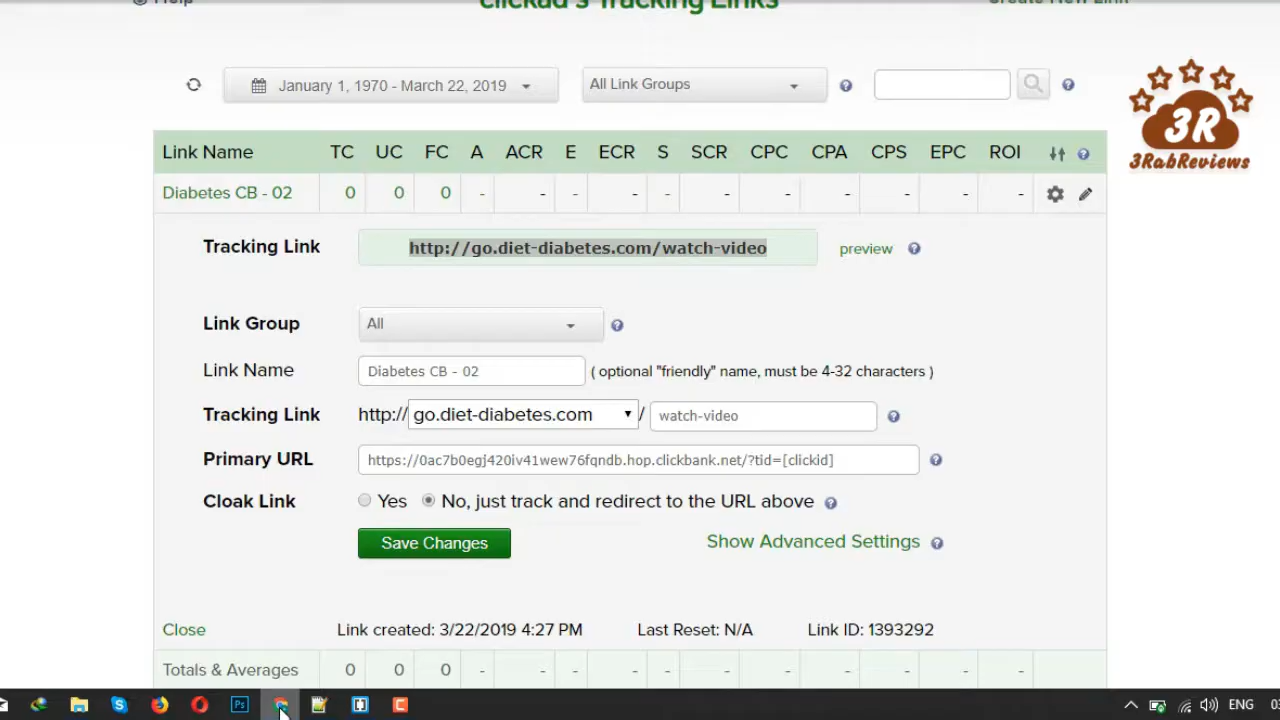 Help
clickad's Tracking Links
Create New Link
January 1, 1970 - March 22, 2019
All Link Groups
3R
3RabReviews
Link Name TC UC FC A ACR E ECR S SCR CPC CPA CPS EPC ROI
Diabetes CB - 02 0 0 0 - - - - - - - - - - -
Tracking Link http://go.diet-diabetes.com/watch-video preview
Link Group All
Link Name Diabetes CB - 02 ( optional "friendly" name, must be 4-32 characters )
Tracking Link http:// go.diet-diabetes.com / watch-video
Primary URL https://0ac7b0egj420iv41wew76fqndb.hop.clickbank.net/?tid=[clickid]
Cloak Link Yes No, just track and redirect to the URL above
Save Changes Show Advanced Settings
Close Link created: 3/22/2019 4:27 PM Last Reset: N/A Link ID: 1393292
Totals & Averages 0 0 0 - - - - - - - - - - -
Ps ENG